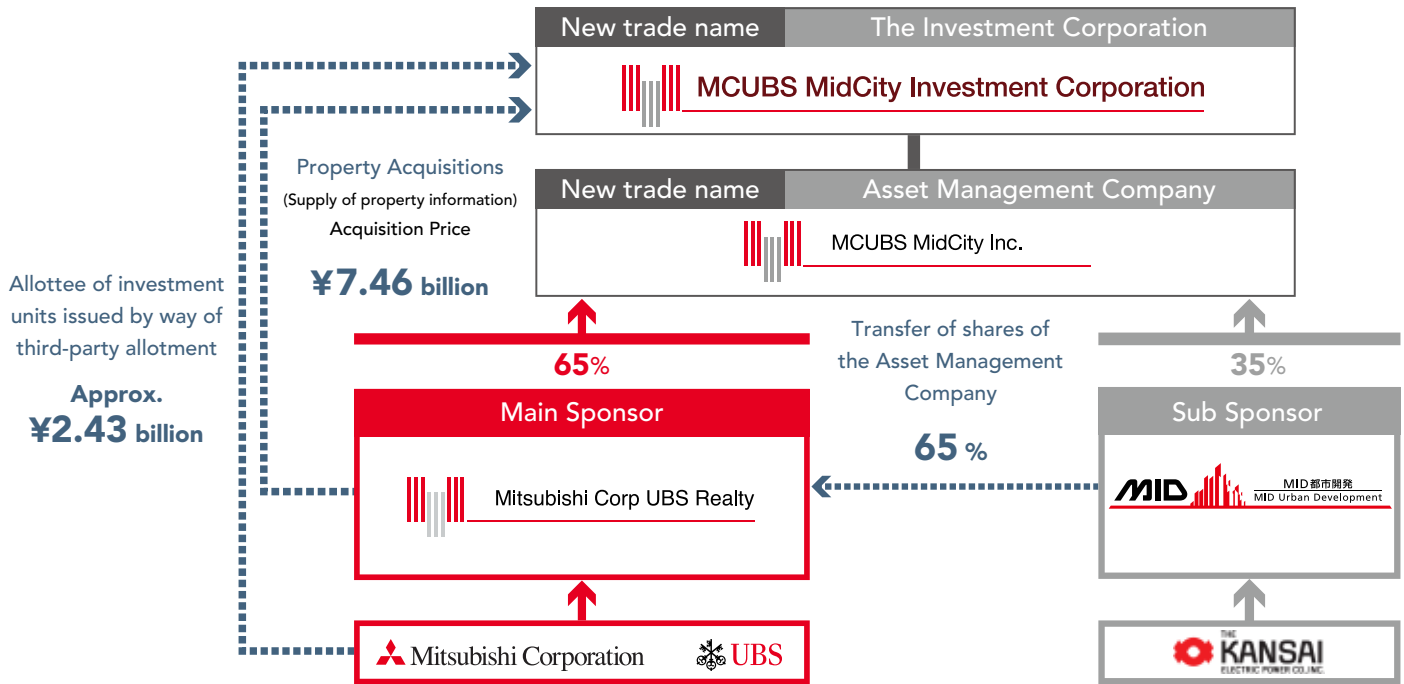 New trade name
The Investment Corporation
MCUBS MidCity Investment Corporation
New trade name
Asset Management Company
MCUBS MidCity Inc.
Property Acquisitions
(Supply of property information)
Acquisition Price
¥7.46 billion
Allottee of investment
units issued by way of
third-party allotment
Approx.
¥2.43 billion
65%
Transfer of shares of
the Asset Management
Company
65 %
35%
Main Sponsor
Mitsubishi Corp UBS Realty
Sub Sponsor
MID
MID都市開発
MID Urban Development
Mitsubishi Corporation
UBS
THE
KANSAI
ELECTRIC POWER CO.,INC.